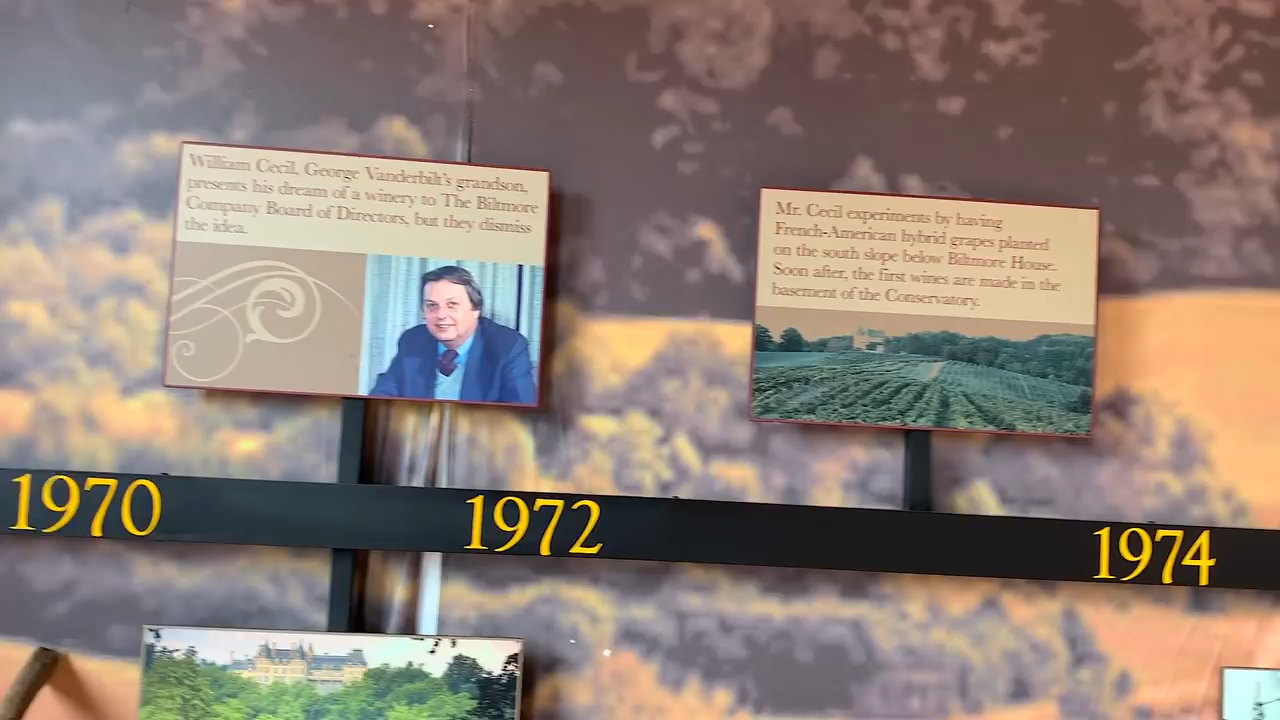 William Cecil, George Vanderbilt's grandson,
presents his dream of a winery to The Biltmore
Company Board of Directors, but they dismiss
the idea.
Mr. Cecil experiments by having
French-American hybrid grapes planted
on the south slope below Biltmore House.
Soon after, the first wines are made in the
basement of the Conservatory.
1970
1972
1974